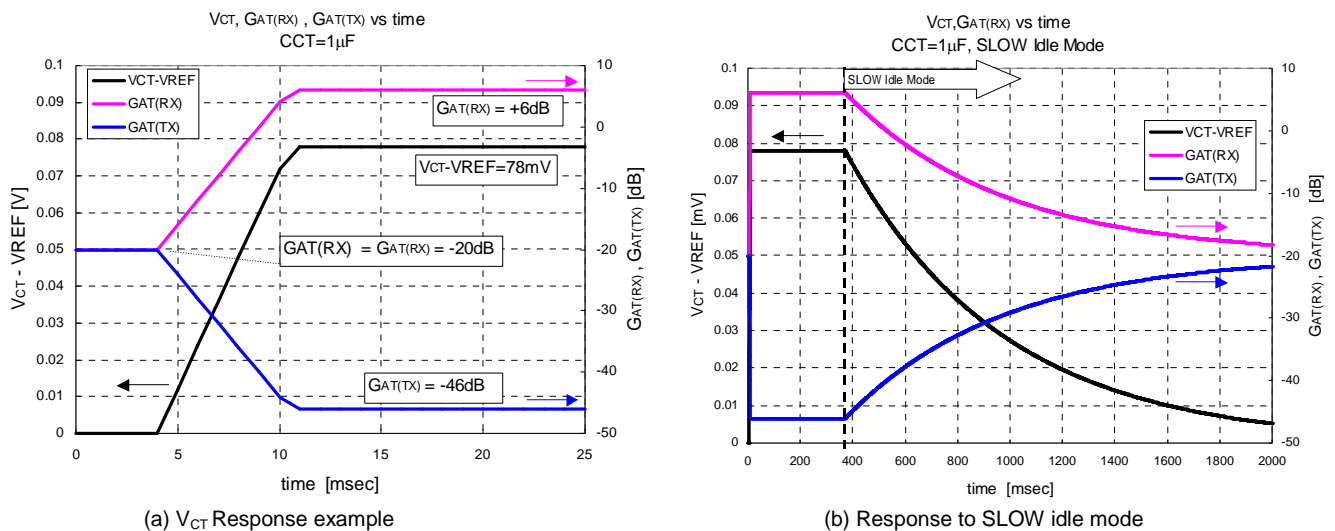 VCT, GAT(RX) , GAT(TX) vs time
CCT=1μF
VCT-VREF
GAT(RX)
GAT(TX)
0.1
0.09
0.08
0.07
0.06
0.05
0.04
0.03
0.02
0.01
0
VCT - VREF [V]
GAT(RX) = +6dB
VCT-VREF=78mV
GAT(RX) = GAT(RX) = -20dB
GAT(TX) = -46dB
10
0
-10
-20
-30
-40
-50
GAT(RX) , GAT(TX) [dB]
0 5 10 15 20 25
time [msec]
(a) VCT Response example
VCT,GAT(RX) vs time
CCT=1μF, SLOW Idle Mode
SLOW Idle Mode
0.1
0.09
0.08
0.07
0.06
0.05
0.04
0.03
0.02
0.01
0
VCT - VREF [mV]
VCT-VREF
GAT(RX)
GAT(TX)
10
0
-10
-20
-30
-40
-50
GAT(RX) , GAT(TX) [dB]
0 200 400 600 800 1000 1200 1400 1600 1800 2000
time [msec]
(b) Response to SLOW idle mode